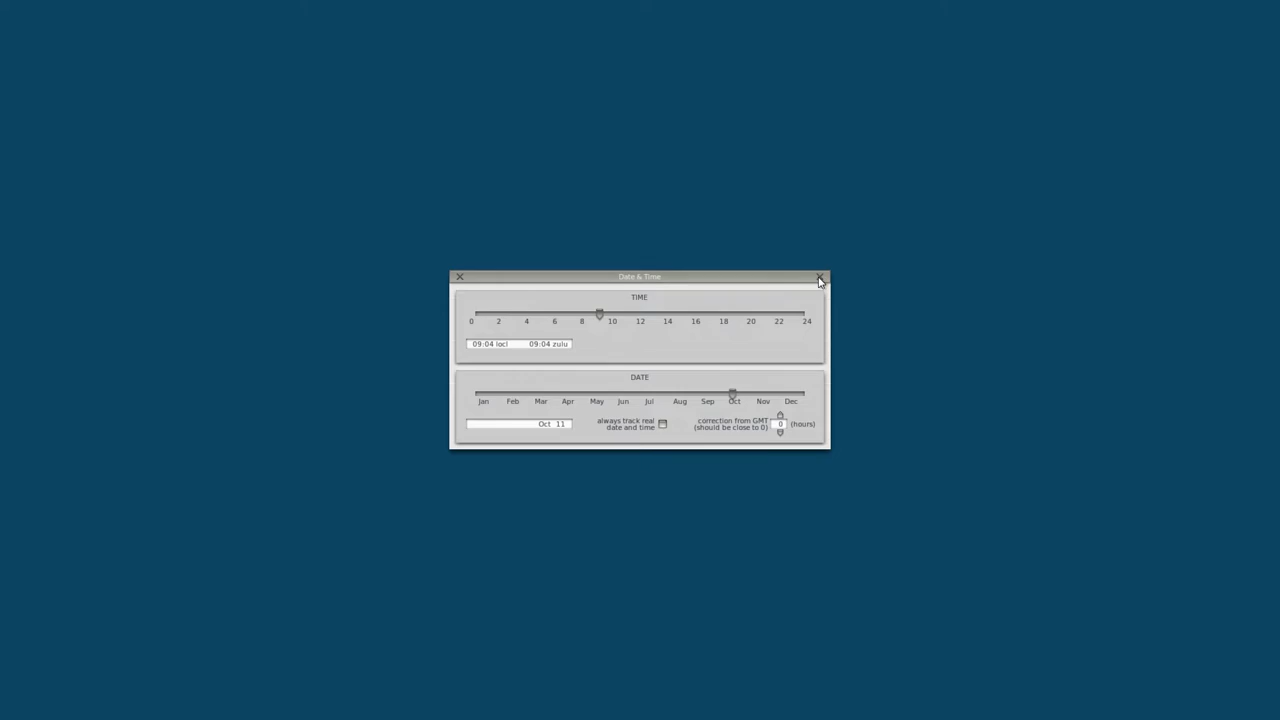 Date & Time
TIME
0 2 4 6 8 10 12 14 16 18 20 22 24
09:04 locl 09:04 zulu
DATE
Jan Feb Mar Apr May Jun Jul Aug Sep Oct Nov Dec
Oct 11
always track real
date and time
correction from GMT
(should be close to 0)
0
(hours)